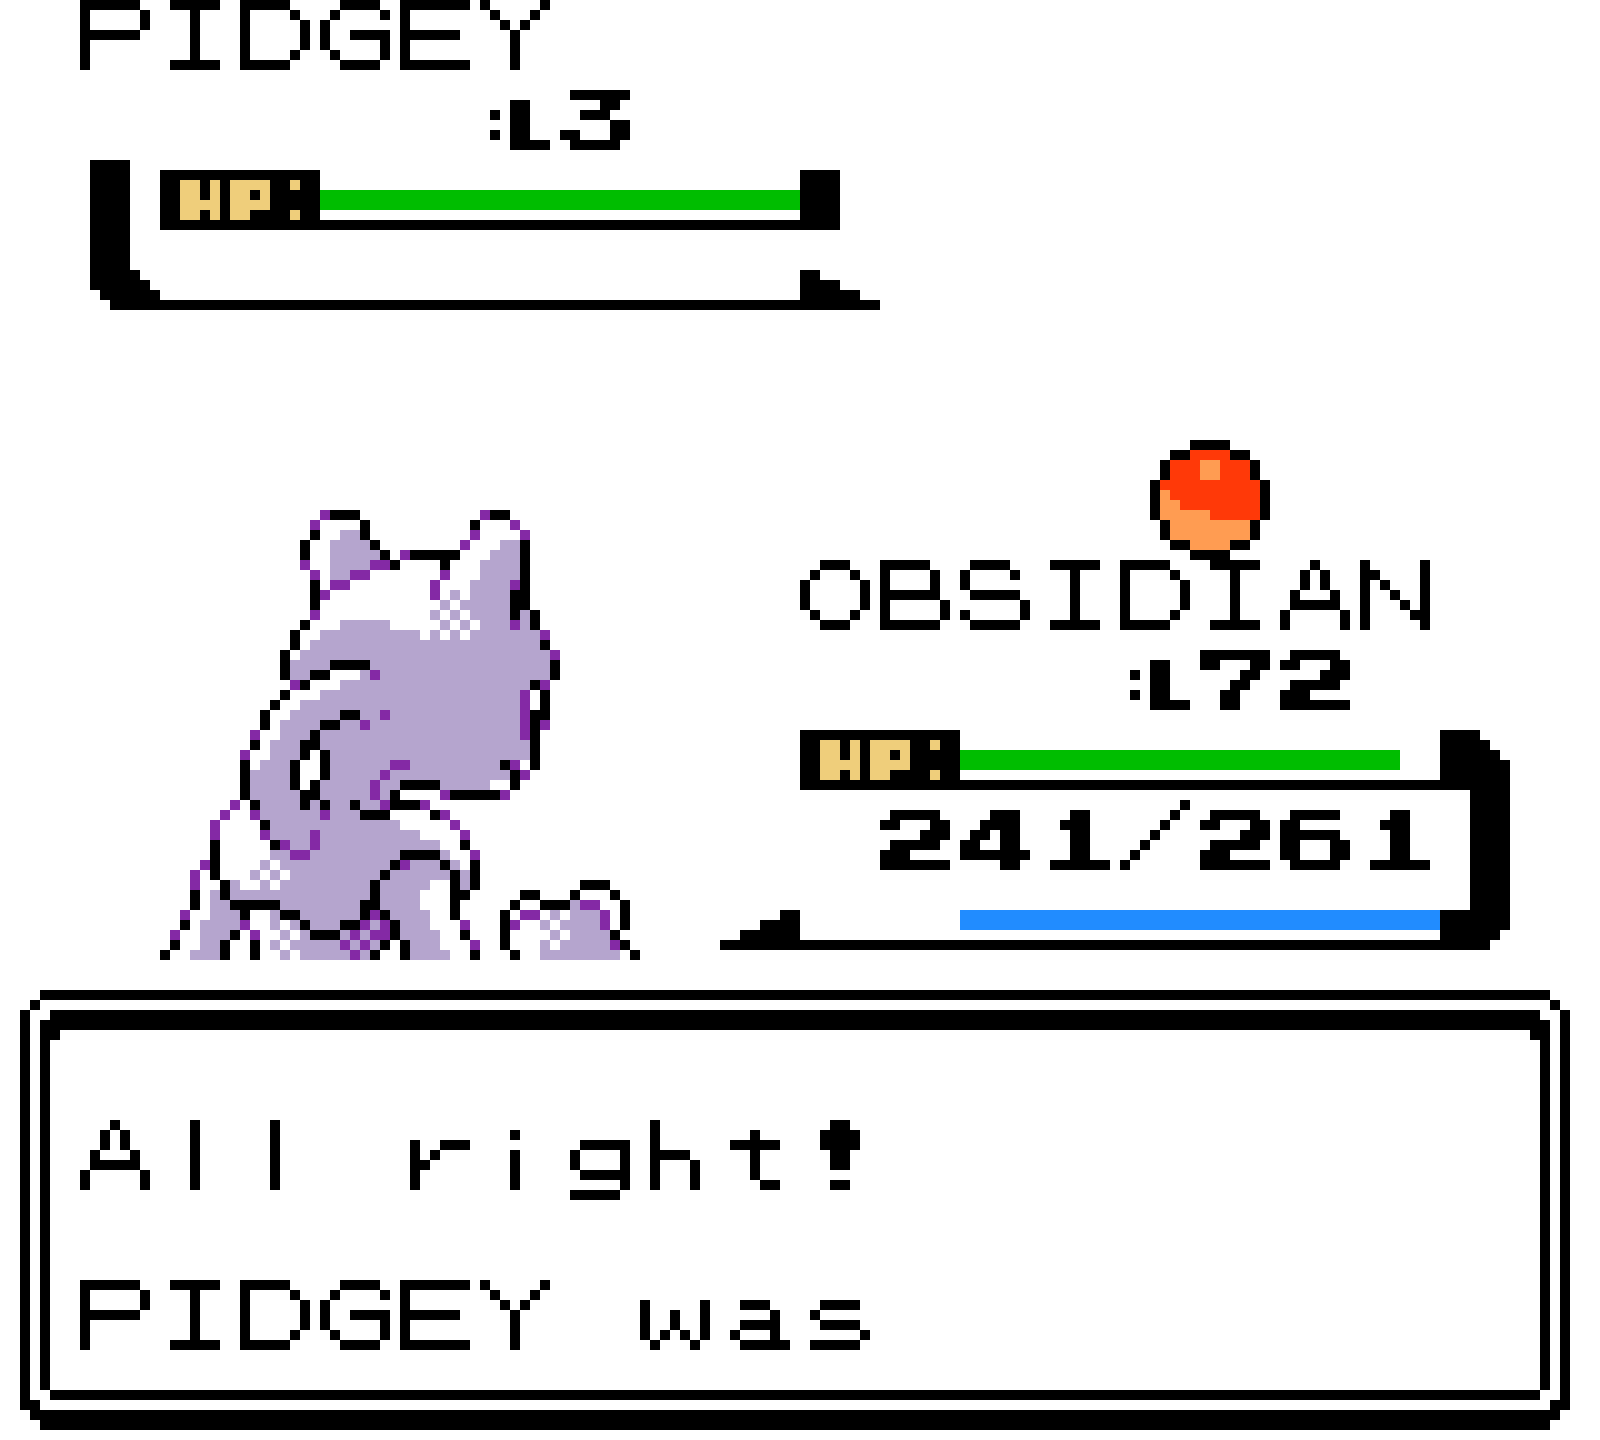 PIDGEY
:L3
HP:
OBSIDIAN
:L72
HP:
241/261
All right!
PIDGEY was